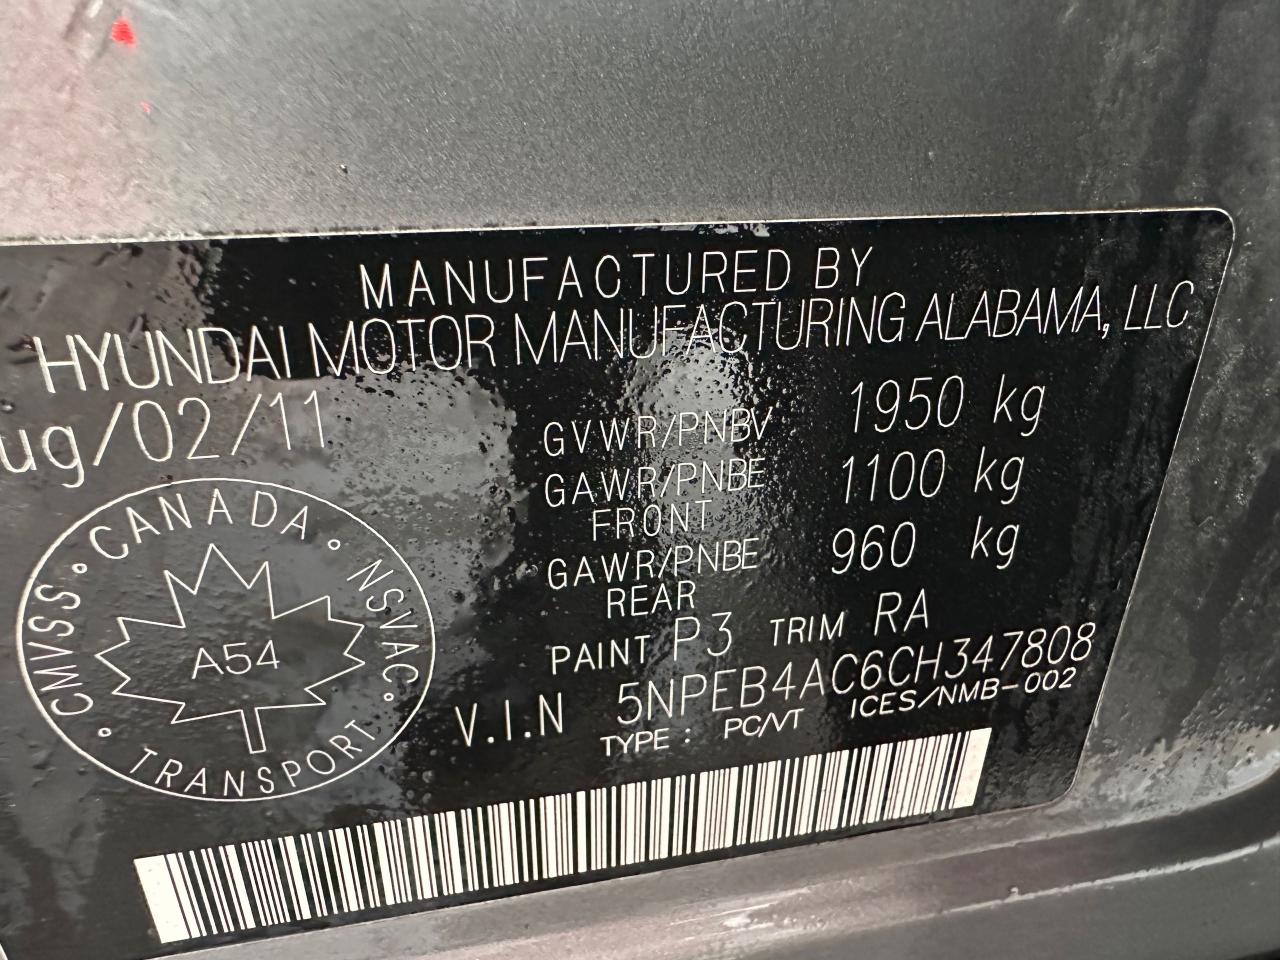 MANUFACTURED BY
HYUNDAI MOTOR MANUFACTURING ALABAMA, LLC
ug/02/11
GVWR/PNBV 1950 kg
GAWR/PNBE FRONT 1100 kg
GAWR/PNBE REAR 960 kg
PAINT P3 TRIM RA
V.I.N 5NPEB4AC6CH347808
TYPE : PC/VT ICES/NMB-002
CANADA
NSVAC
TRANSPORT
CMVSS
A54